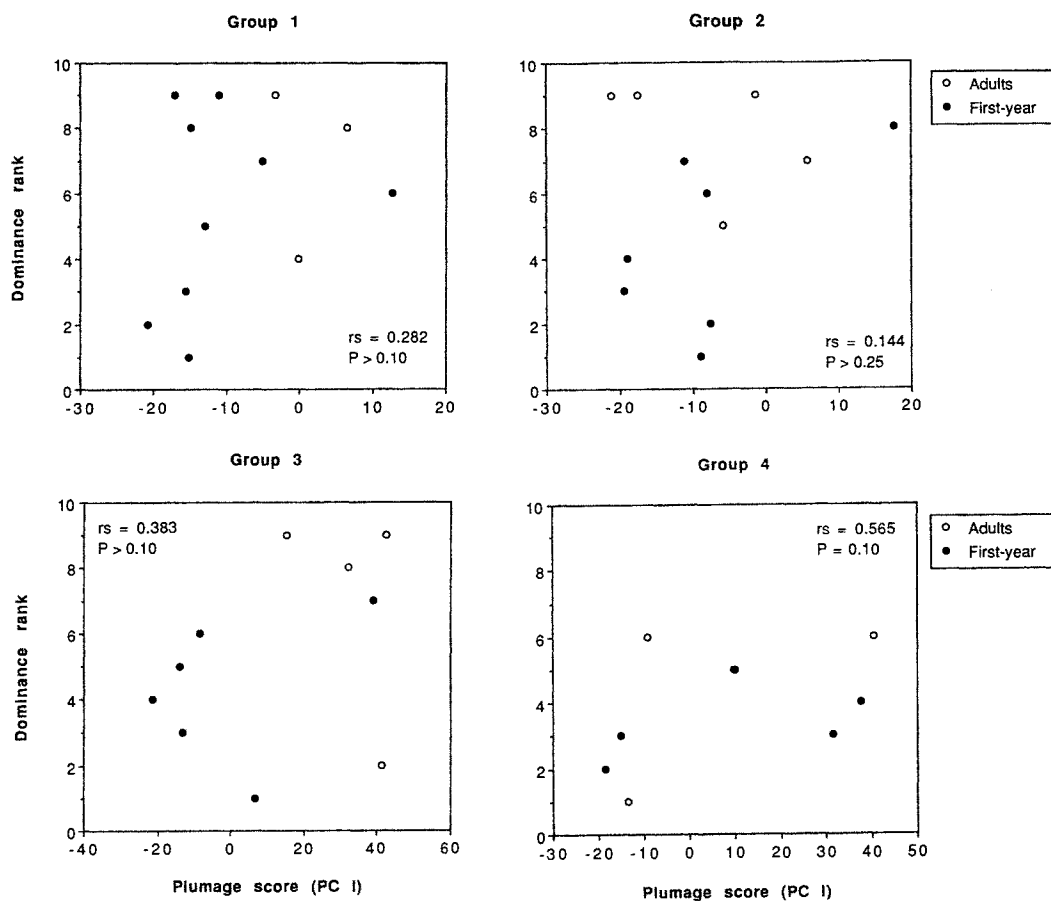 Group 1
Group 2
10
8
6
4
2
0
-30 -20 -10 0 10 20
Dominance rank
rs = 0.282
P > 0.10
10
8
6
4
2
0
-30 -20 -10 0 10 20
rs = 0.144
P > 0.25
Adults
First-year
Group 3
Group 4
10
8
6
4
2
0
-40 -20 0 20 40 60
Dominance rank
Plumage score (PC I)
rs = 0.383
P > 0.10
10
8
6
4
2
0
-30 -20 -10 0 10 20 30 40 50
Plumage score (PC I)
rs = 0.565
P = 0.10
Adults
First-year